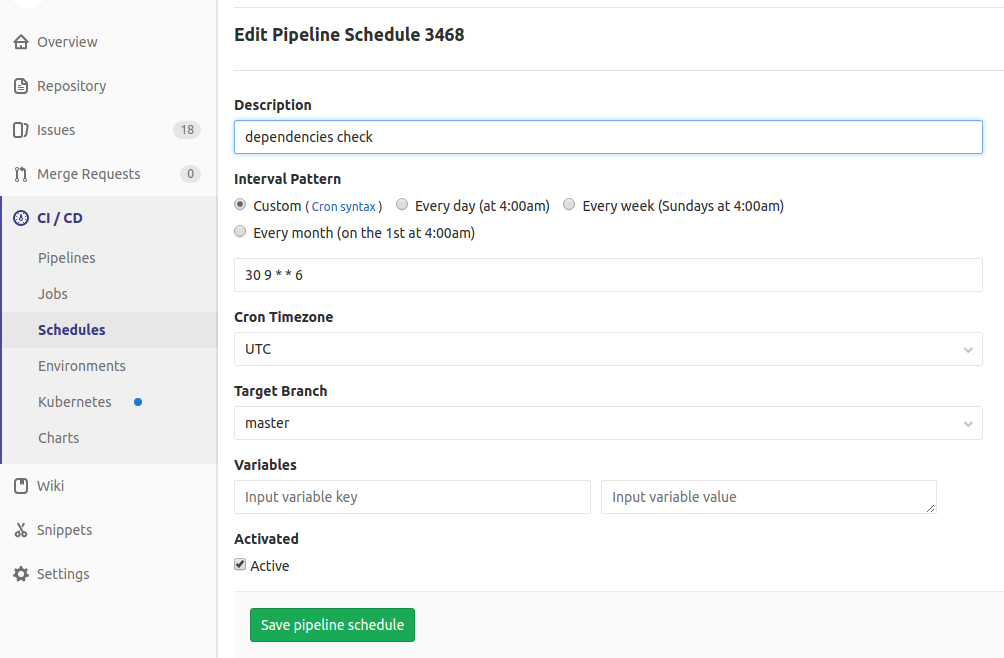 Overview
Repository
Issues 18
Merge Requests 0
CI / CD
Pipelines
Jobs
Schedules
Environments
Kubernetes
Charts
Wiki
Snippets
Settings
Edit Pipeline Schedule 3468
Description
dependencies check
Interval Pattern
Custom ( Cron syntax ) Every day (at 4:00am) Every week (Sundays at 4:00am)
Every month (on the 1st at 4:00am)
30 9 * * 6
Cron Timezone
UTC
Target Branch
master
Variables
Input variable key Input variable value
Activated
Active
Save pipeline schedule